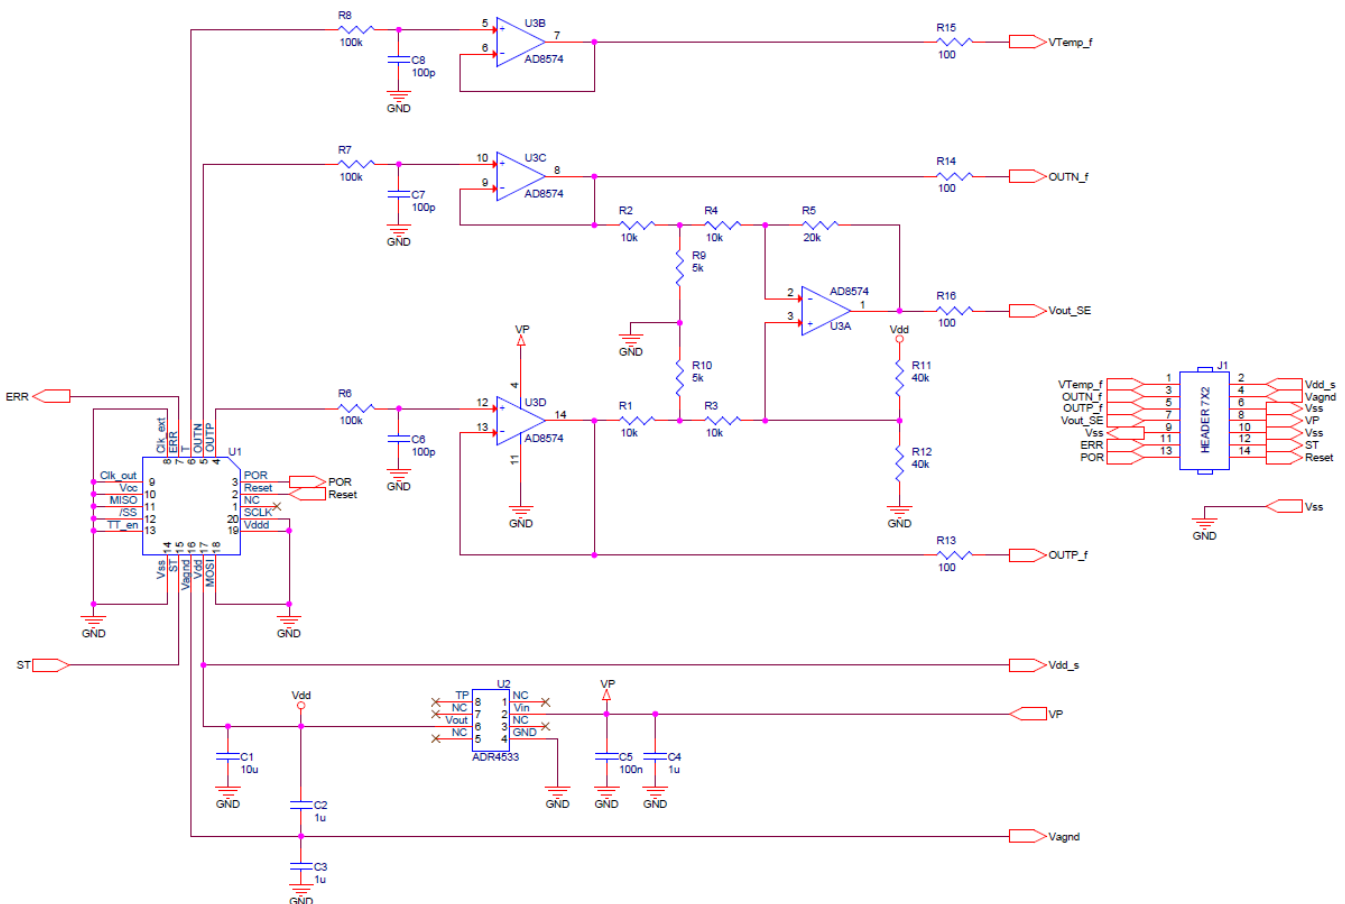 R8
100k
C8
100p
GND
5
6
7
U3B
AD8574
R15
100
VTemp_f
R7
100k
C7
100p
GND
10
9
8
U3C
AD8574
R14
100
OUTN_f
R2
10k
R4
10k
R5
20k
R9
5k
GND
R10
5k
2
3
1
AD8574
U3A
R16
100
Vout_SE
Vdd
R11
40k
R12
40k
GND
VP
4
12
13
14
11
U3D
AD8574
GND
R6
100k
C6
100p
GND
R1
10k
R3
10k
R13
100
OUTP_f
ERR
U1
Clk_ext
ERR
T
OUTN
OUTP
8
7
6
5
4
Clk_out 9
Vcc 10
MISO 11
/SS 12
TT_en 13
3 POR
2 Reset
1 NC
20 SCLK
19 Vddd
POR
Reset
14
15
16
17
18
Vss
ST
Vagnd
Vdd
MOSI
GND
GND
ST
Vdd_s
J1
HEADER 7X2
VTemp_f 1 2 Vdd_s
OUTN_f 3 4 Vagnd
OUTP_f 5 6 Vss
Vout_SE 7 8 VP
Vss 9 10 Vss
ERR 11 12 ST
POR 13 14 Reset
Vss
GND
Vdd
U2
TP 8 1 NC
NC 7 2 Vin
Vout 6 3 NC
NC 5 4 GND
ADR4533
GND
VP
VP
C5
100n
GND
C4
1u
GND
C1
10u
GND
C2
1u
Vagnd
C3
1u
GND